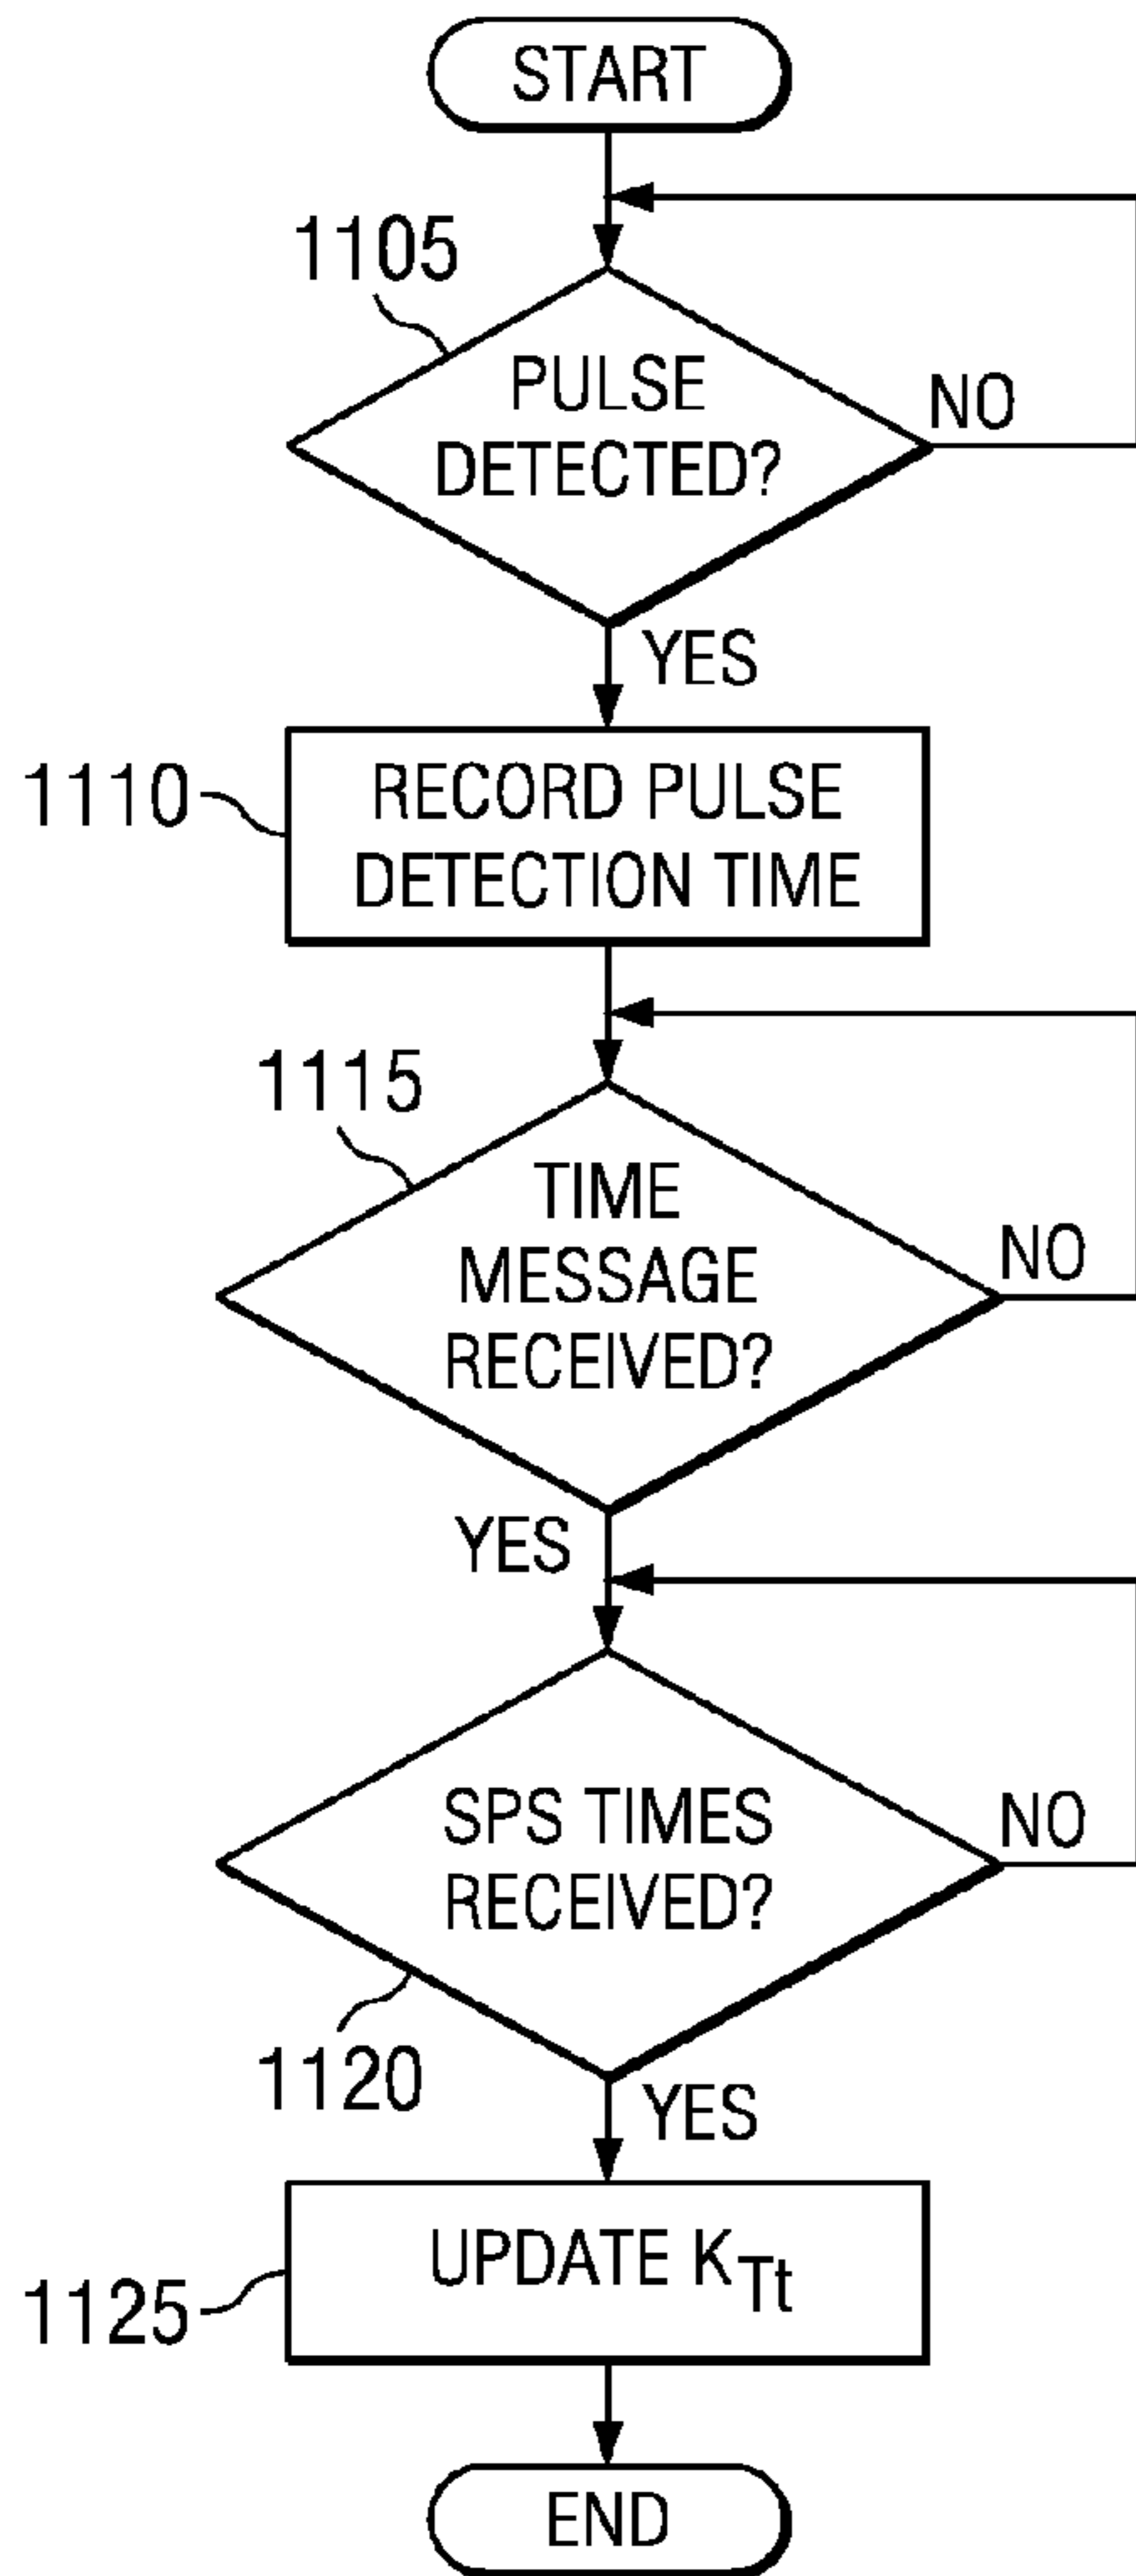 START
1105
PULSE
DETECTED?
NO
YES
1110
RECORD PULSE
DETECTION TIME
1115
TIME
MESSAGE
RECEIVED?
NO
YES
SPS TIMES
RECEIVED?
NO
1120
YES
UPDATE KTt
1125
END